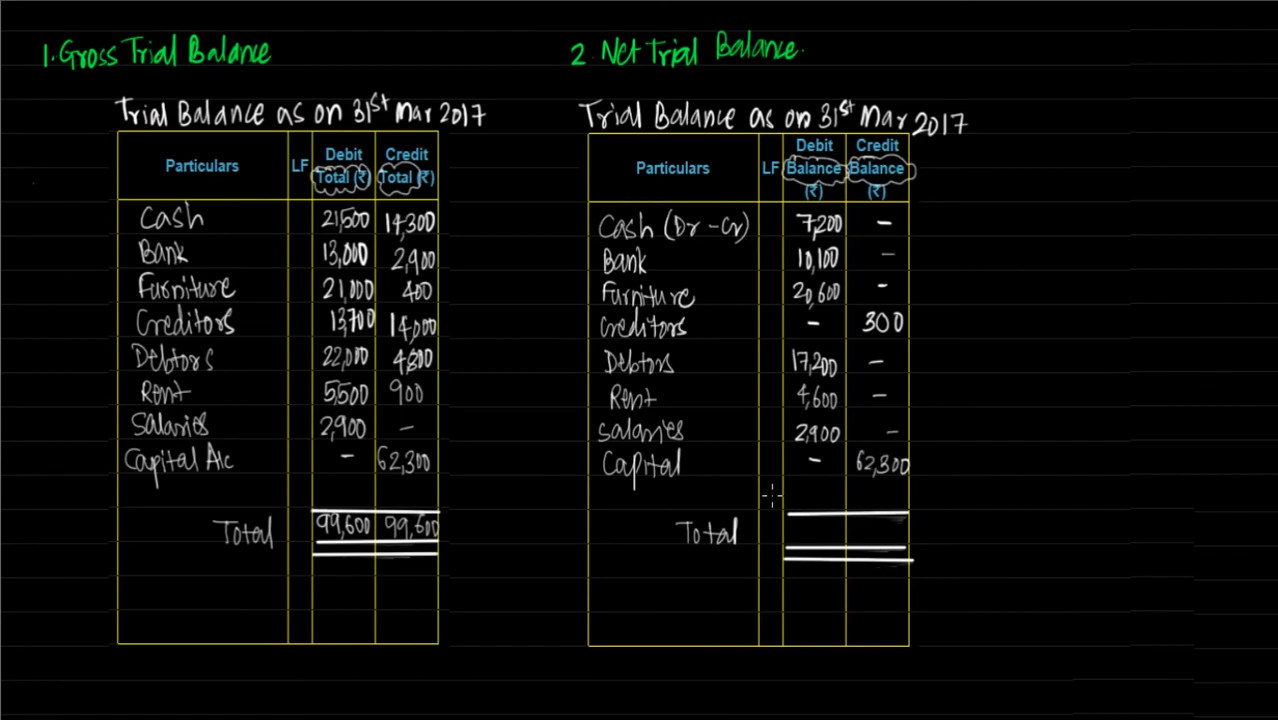 1. Gross Trial Balance
Trial Balance as on 31st Mar 2017
Particulars LF Debit Total (₹) Credit Total (₹)
Cash 21,500 14,300
Bank 13,000 2,900
Furniture 21,000 400
Creditors 13,700 14,000
Debtors 22,000 4,800
Rent 5,500 900
Salaries 2,900 -
Capital A/c - 62,300
Total 99,600 99,600
2. Net Trial Balance.
Trial Balance as on 31st Mar 2017
Particulars LF Debit Balance (₹) Credit Balance (₹)
Cash (Dr - Cr) 7,200 -
Bank 10,100 -
Furniture 20,600 -
Creditors - 300
Debtors 17,200 -
Rent 4,600 -
Salaries 2,900 -
Capital - 62,300
Total